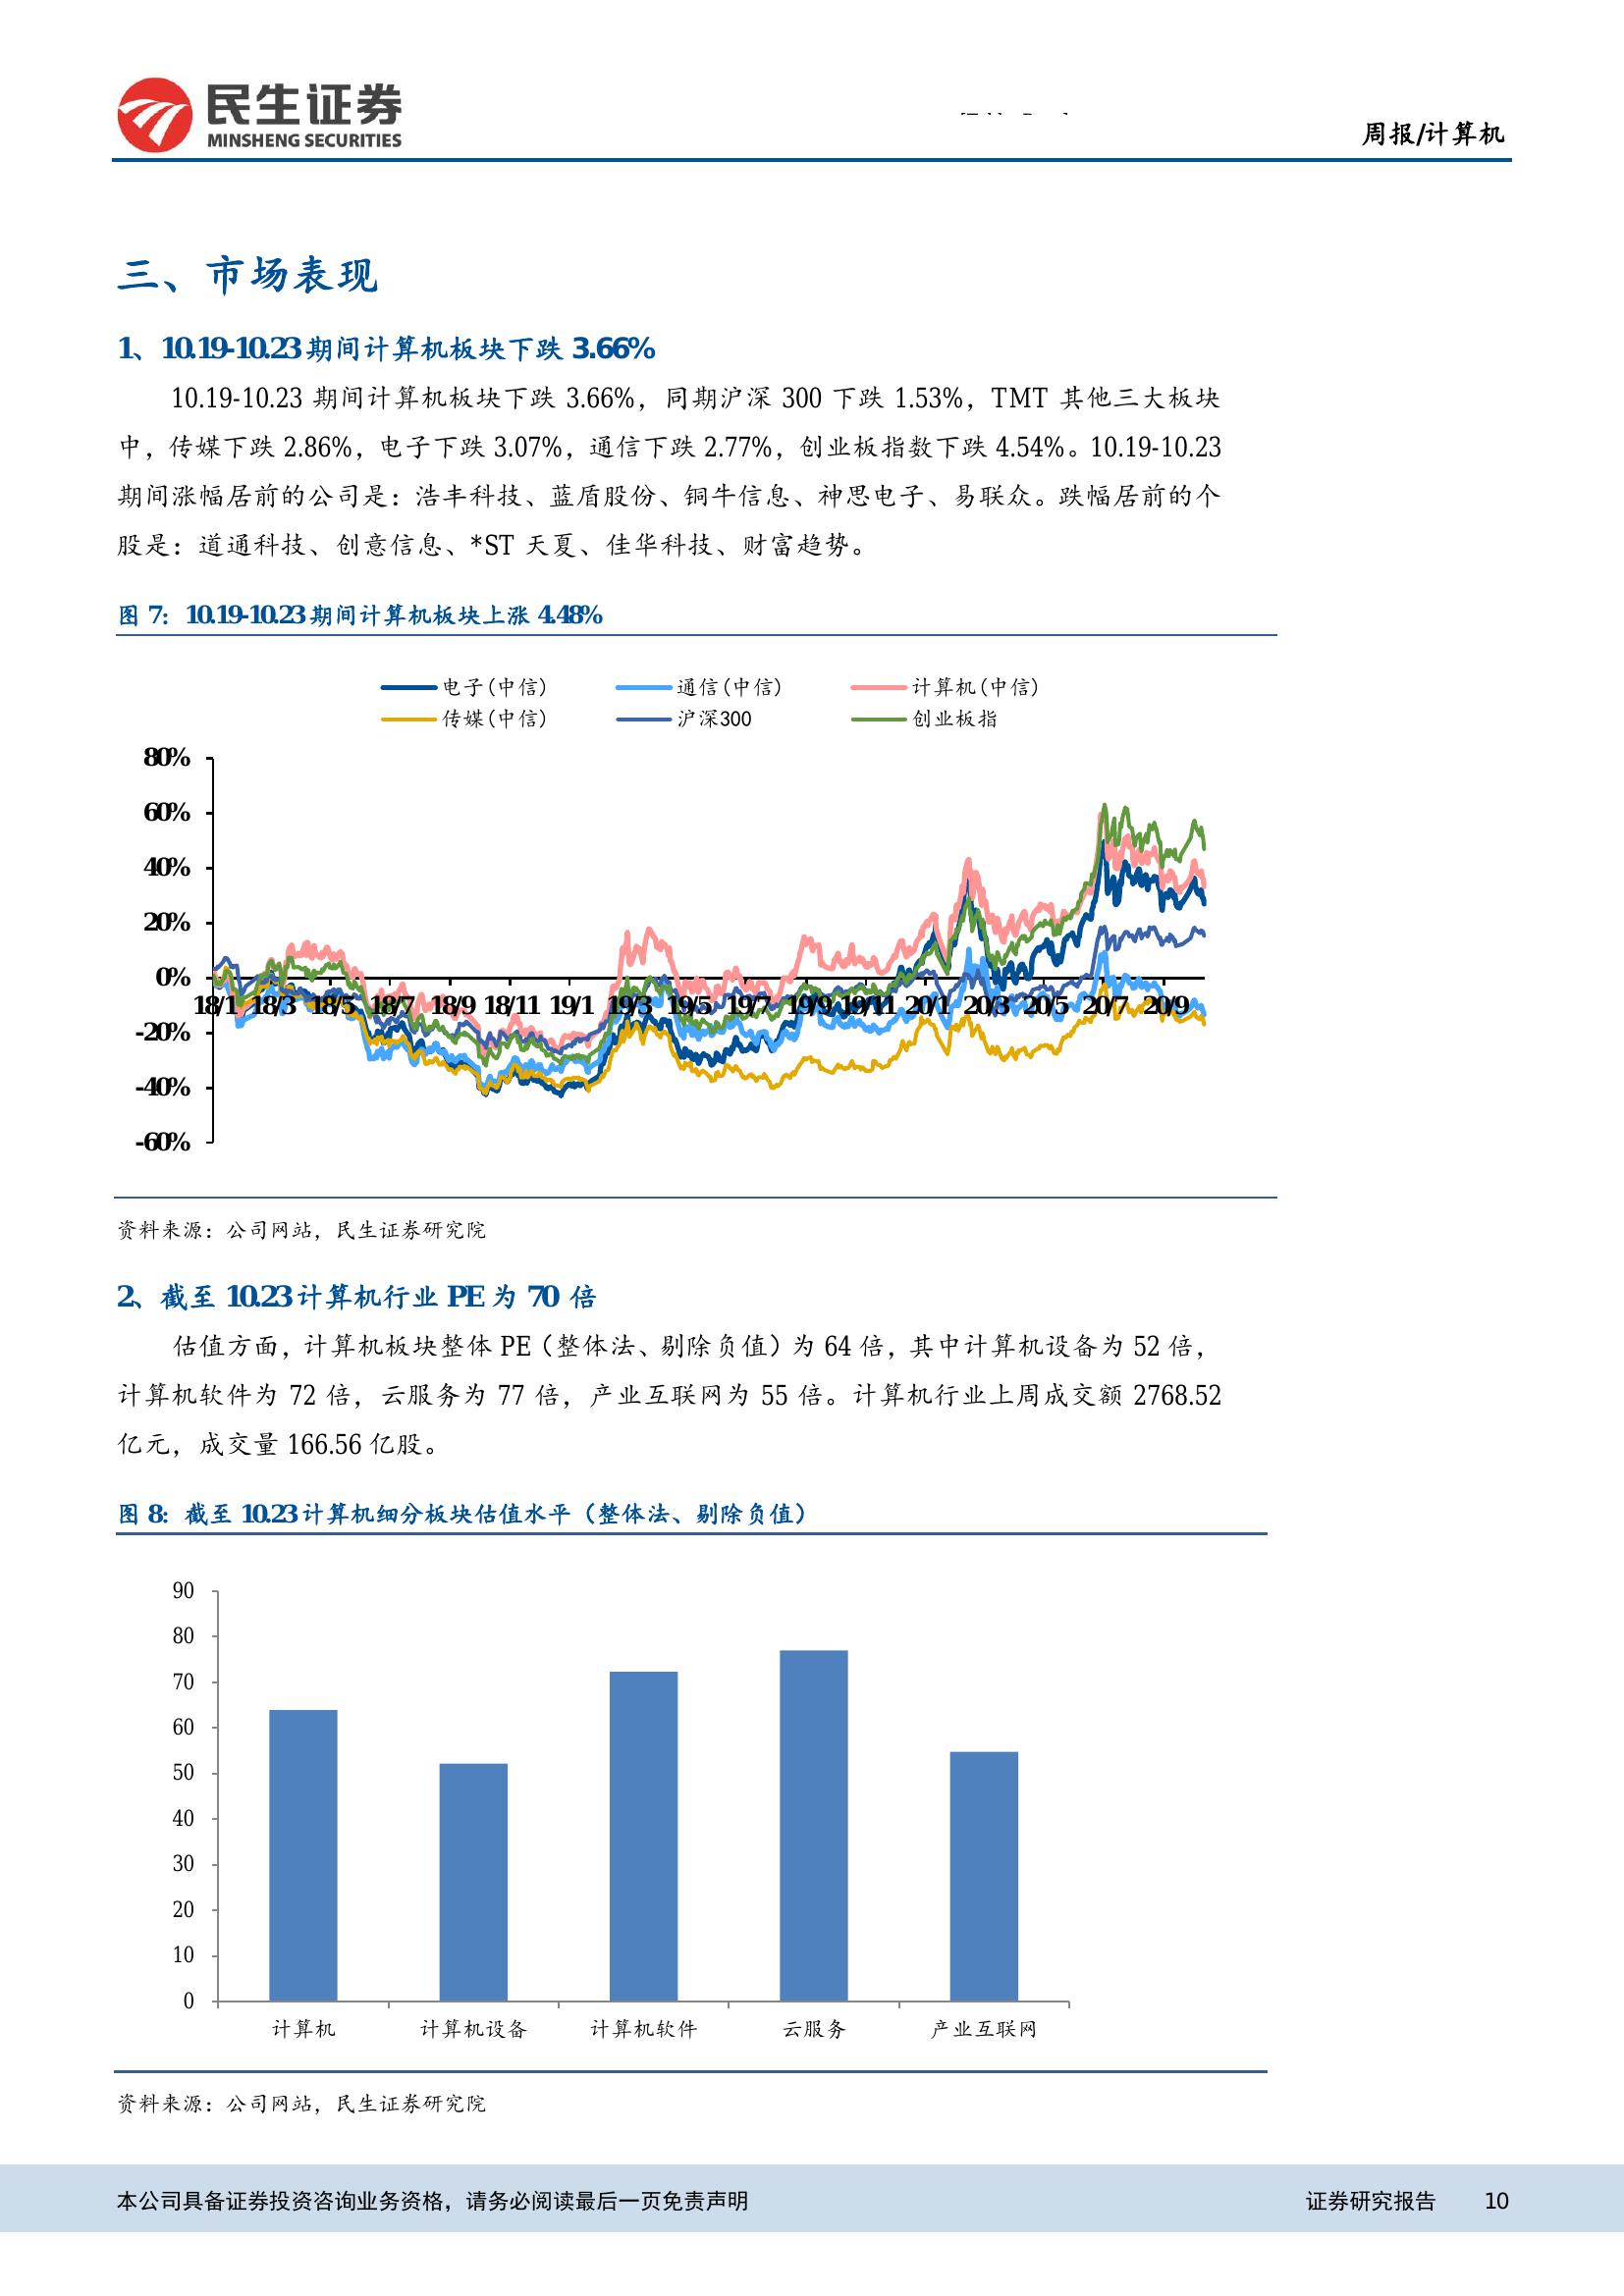 民生证券
MINSHENG SECURITIES
周报/计算机
三、市场表现
1、10.19-10.23期间计算机板块下跌 3.66%
10.19-10.23 期间计算机板块下跌 3.66%，同期沪深 300 下跌 1.53%，TMT 其他三大板块
中，传媒下跌 2.86%，电子下跌 3.07%，通信下跌 2.77%，创业板指数下跌 4.54%。10.19-10.23
期间涨幅居前的公司是：浩丰科技、蓝盾股份、铜牛信息、神思电子、易联众。跌幅居前的个
股是：道通科技、创意信息、*ST 天夏、佳华科技、财富趋势。
图 7：10.19-10.23期间计算机板块上涨 4.48%
电子(中信) 通信(中信) 计算机(中信)
传媒(中信) 沪深300 创业板指
80%
60%
40%
20%
0%
18/1 18/3 18/5 18/7 18/9 18/11 19/1 19/3 19/5 19/7 19/9 19/11 20/1 20/3 20/5 20/7 20/9
-20%
-40%
-60%
资料来源：公司网站，民生证券研究院
2、截至 10.23计算机行业 PE 为 70 倍
估值方面，计算机板块整体 PE（整体法、剔除负值）为 64 倍，其中计算机设备为 52 倍，
计算机软件为 72 倍，云服务为 77 倍，产业互联网为 55 倍。计算机行业上周成交额 2768.52
亿元，成交量 166.56 亿股。
图 8：截至 10.23计算机细分板块估值水平（整体法、剔除负值）
90
80
70
60
50
40
30
20
10
0
计算机 计算机设备 计算机软件 云服务 产业互联网
资料来源：公司网站，民生证券研究院
本公司具备证券投资咨询业务资格，请务必阅读最后一页免责声明 证券研究报告 10